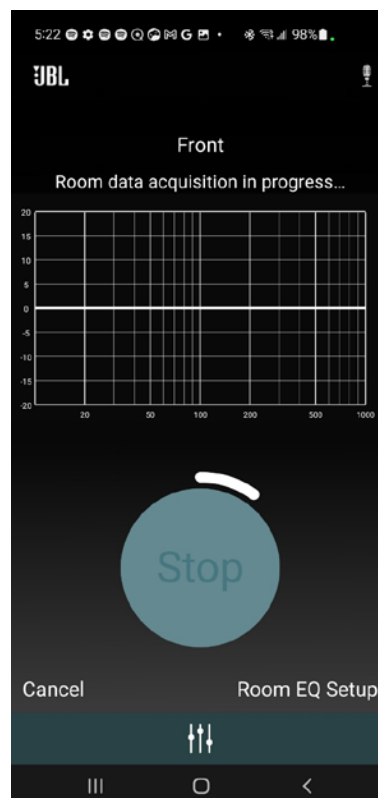 5:22 98%
JBL
Front
Room data acquisition in progress...
20
15
10
5
0
-5
-10
-15
-20
20 50 100 200 500 1000
Stop
Cancel Room EQ Setup